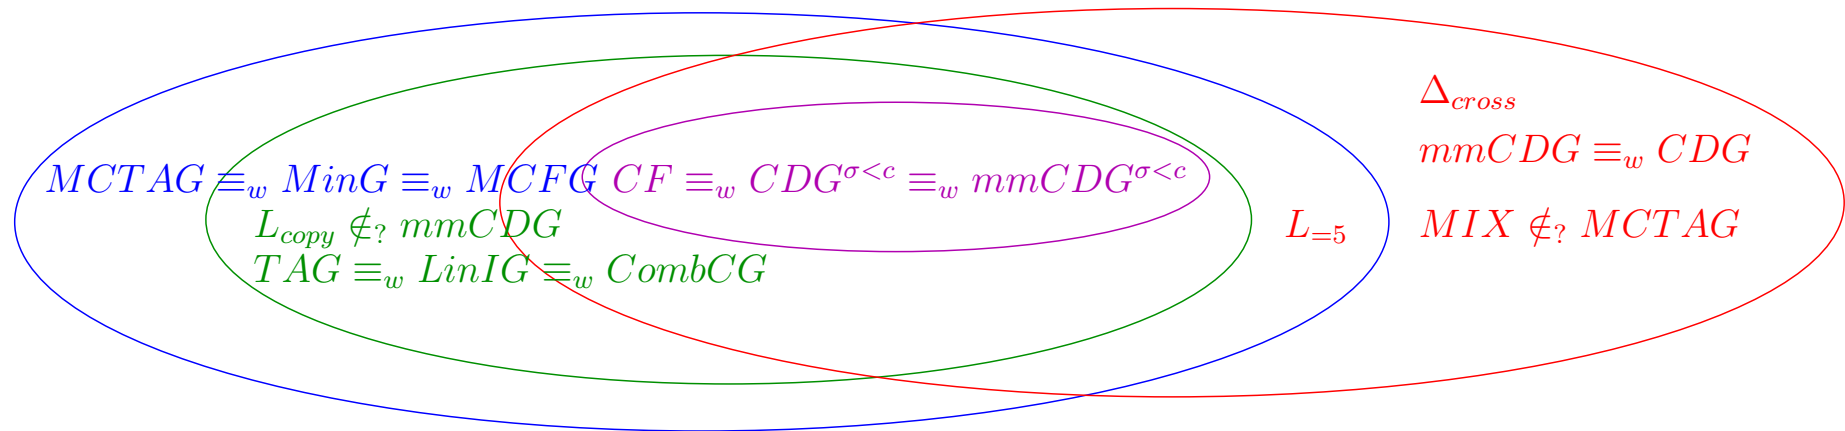 Δ_cross
mmCDG ≡_w CDG
MCTAG ≡_w MinG ≡_w MCFG CF ≡_w CDG^{σ<c} ≡_w mmCDG^{σ<c}
L_copy ∉_? mmCDG L_{=5} MIX ∉_? MCTAG
TAG ≡_w LinIG ≡_w CombCG